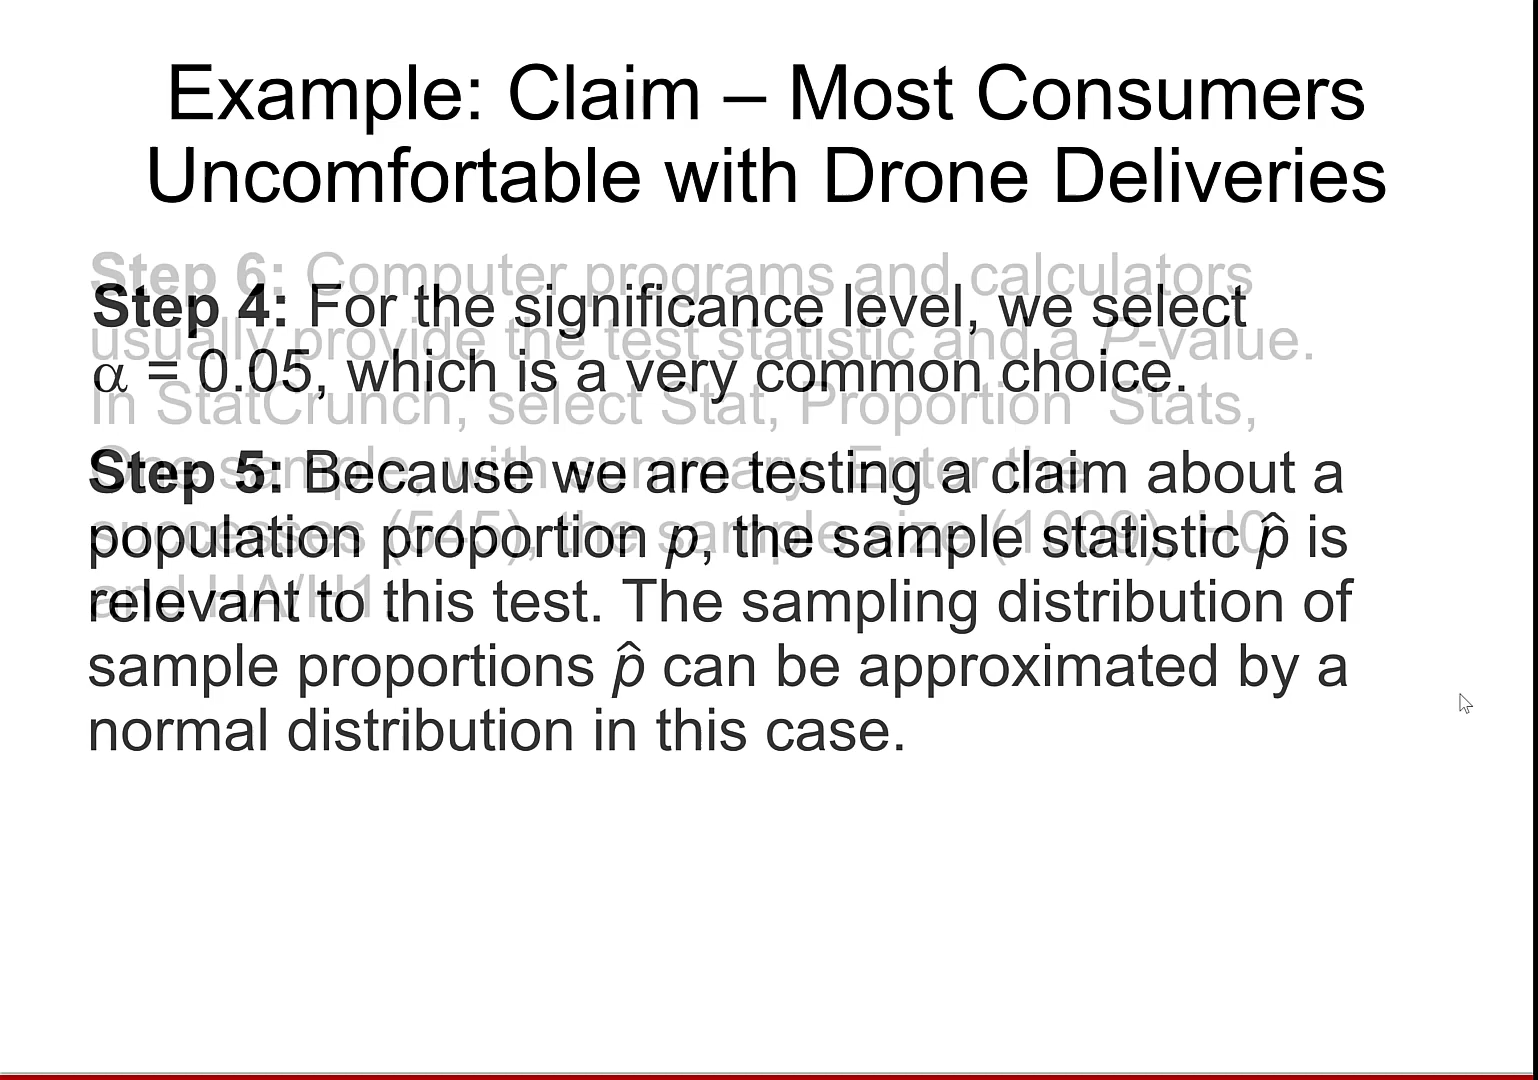 Example: Claim – Most Consumers
Uncomfortable with Drone Deliveries
Step 6: Computer programs and calculators
usually provide the test statistic and a P-value.
In StatCrunch, select Stat, Proportion Stats,
One sample, with summary. Enter the
successes (545), the sample size (1009), H0
and HA/H1
Step 4: For the significance level, we select
α = 0.05, which is a very common choice.
Step 5: Because we are testing a claim about a
population proportion p, the sample statistic p̂ is
relevant to this test. The sampling distribution of
sample proportions p̂ can be approximated by a
normal distribution in this case.